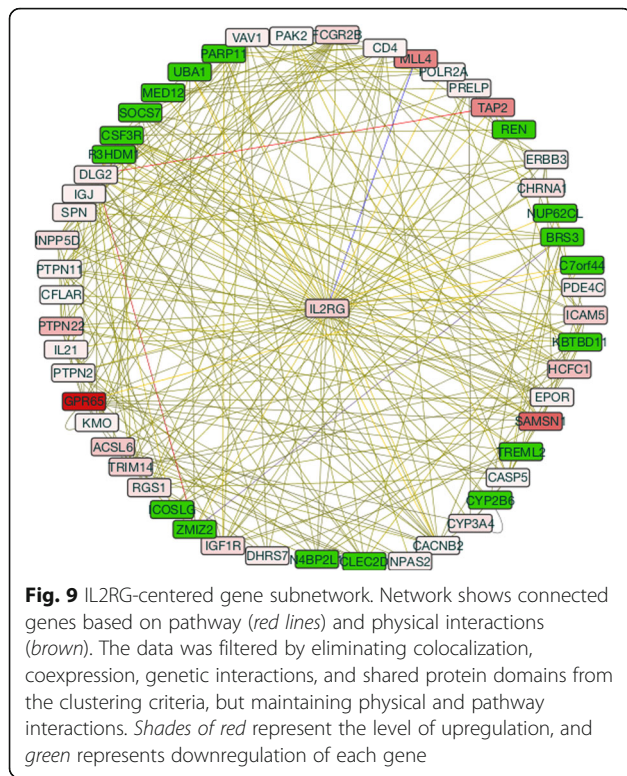 VAV1
PAK2
FCGR2B
CD4
MLL4
POLR2A
PRELP
TAP2
REN
ERBB3
CHRNA1
NUP62CL
BRS3
C7orf44
PDE4C
ICAM5
KBTBD11
HCFC1
EPOR
SAMSN1
TREML2
CASP5
CYP2B6
CYP3A4
CACNB2
NPAS2
CLEC2D
N4BP2L1
DHRS7
IGF1R
ZMIZ2
ICOSLG
RGS1
TRIM14
ACSL6
KMO
GPR65
PTPN2
IL21
PTPN22
CFLAR
PTPN11
INPP5D
SPN
IGJ
DLG2
R3HDM1
CSF3R
SOCS7
MED12
UBA1
PARP11
IL2RG
Fig. 9 IL2RG-centered gene subnetwork. Network shows connected
genes based on pathway (red lines) and physical interactions
(brown). The data was filtered by eliminating colocalization,
coexpression, genetic interactions, and shared protein domains from
the clustering criteria, but maintaining physical and pathway
interactions. Shades of red represent the level of upregulation, and
green represents downregulation of each gene